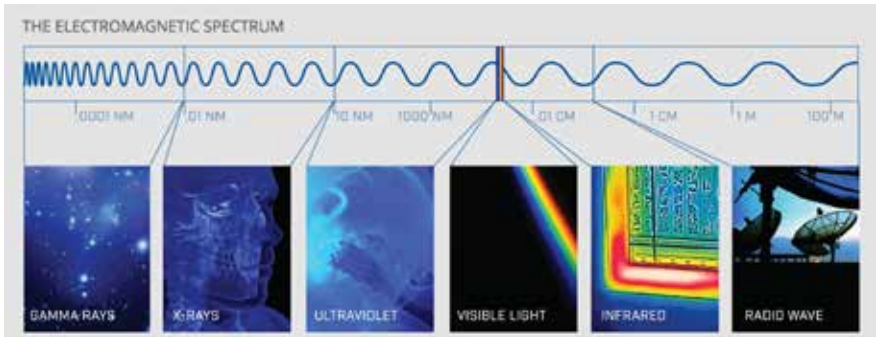 THE ELECTROMAGNETIC SPECTRUM
.0001 NM .01 NM 10 NM 1000 NM .01 CM 1 CM 1 M 100 M
GAMMA RAYS X-RAYS ULTRAVIOLET VISIBLE LIGHT INFRARED RADIO WAVE